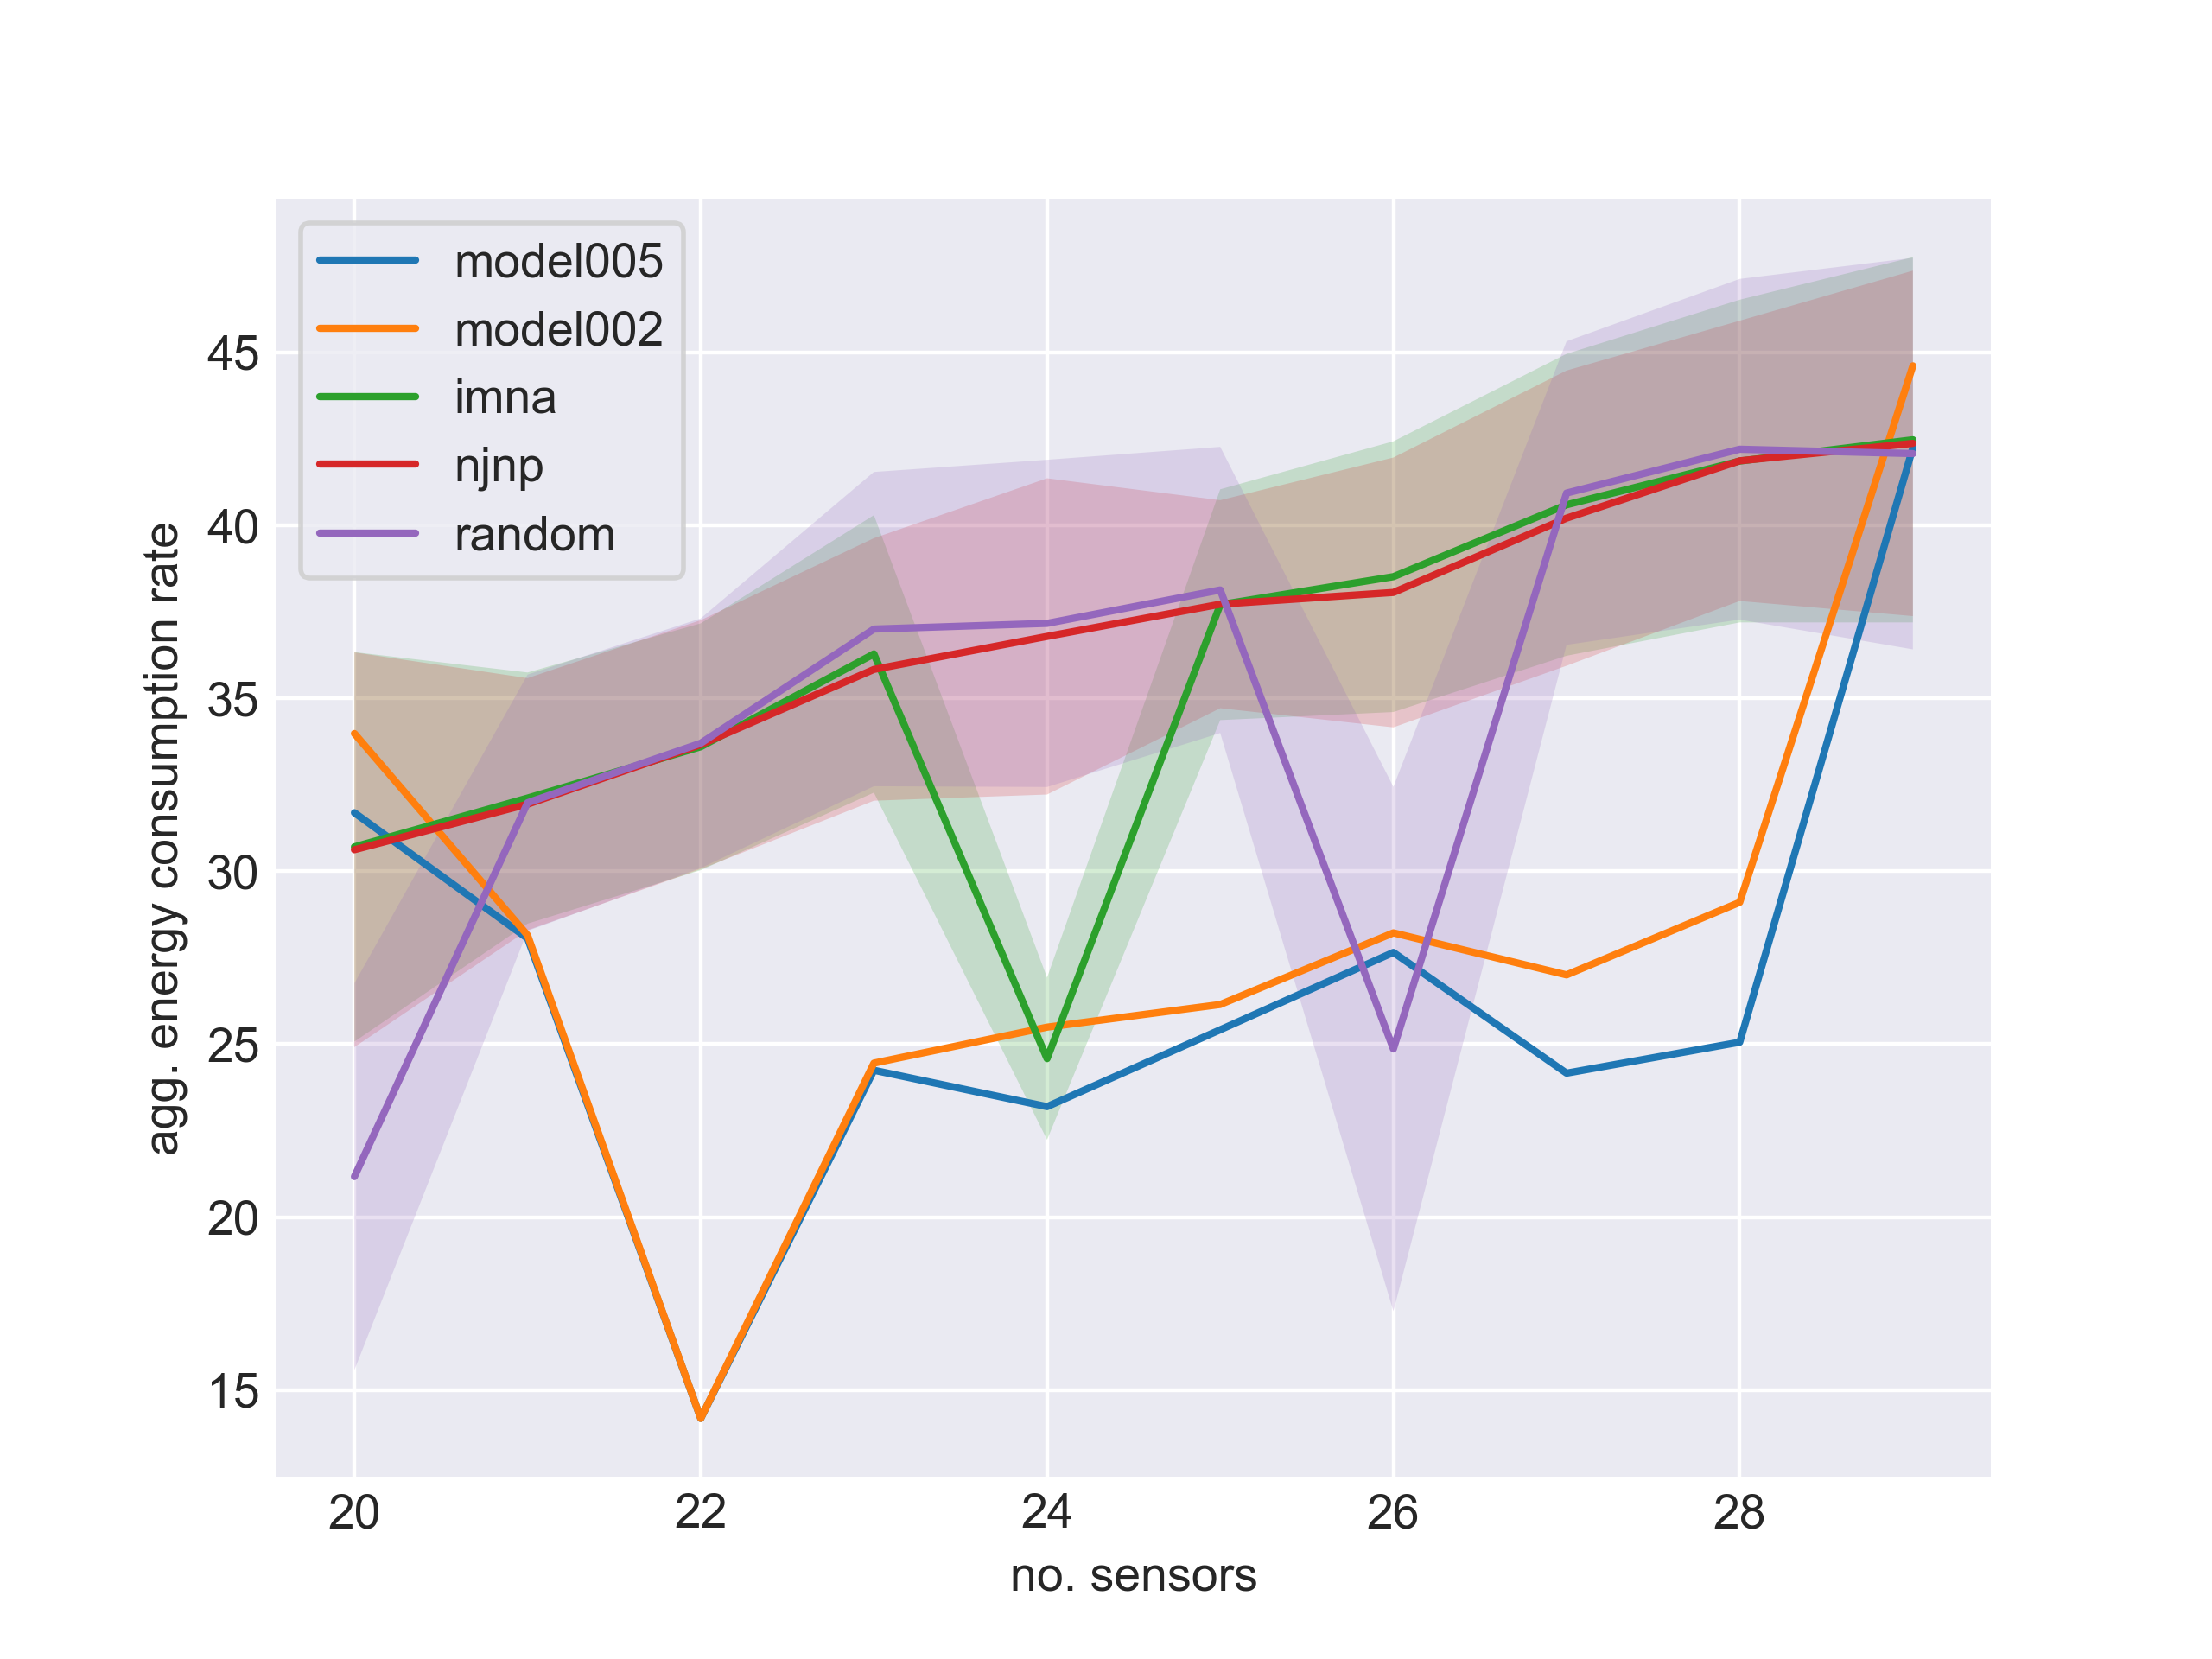 model005
model002
imna
njnp
random
45
40
35
30
25
20
15
agg. energy consumption rate
20 22 24 26 28
no. sensors